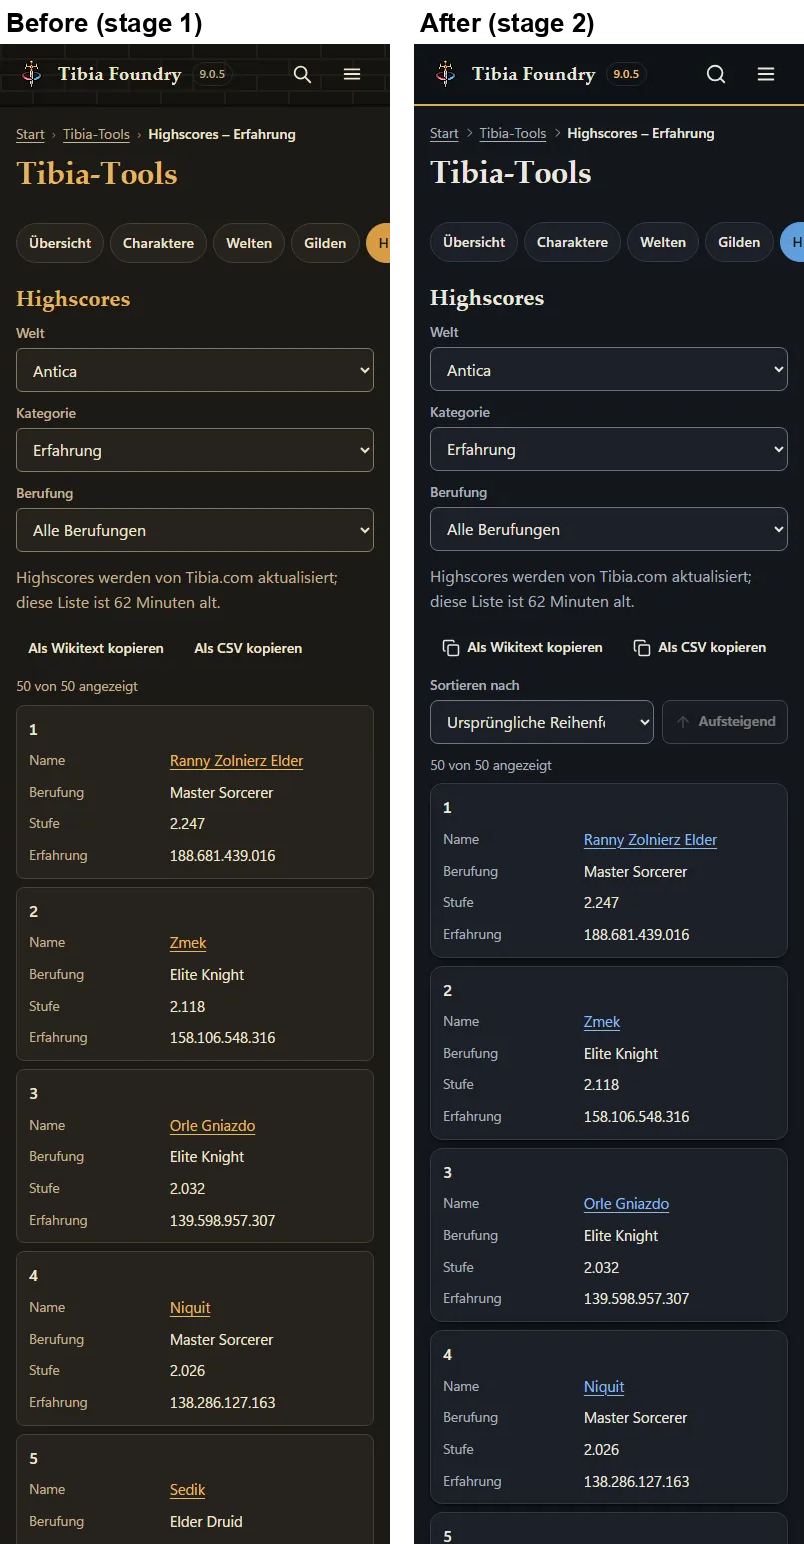 Before (stage 1)
Tibia Foundry 9.0.5
Start › Tibia-Tools › Highscores – Erfahrung
Tibia-Tools
Übersicht Charaktere Welten Gilden H
Highscores
Welt
Antica
Kategorie
Erfahrung
Berufung
Alle Berufungen
Highscores werden von Tibia.com aktualisiert;
diese Liste ist 62 Minuten alt.
Als Wikitext kopieren Als CSV kopieren
50 von 50 angezeigt
1
Name Ranny Zolnierz Elder
Berufung Master Sorcerer
Stufe 2.247
Erfahrung 188.681.439.016
2
Name Zmek
Berufung Elite Knight
Stufe 2.118
Erfahrung 158.106.548.316
3
Name Orle Gniazdo
Berufung Elite Knight
Stufe 2.032
Erfahrung 139.598.957.307
4
Name Niquit
Berufung Master Sorcerer
Stufe 2.026
Erfahrung 138.286.127.163
5
Name Sedik
Berufung Elder Druid
After (stage 2)
Tibia Foundry 9.0.5
Start > Tibia-Tools > Highscores – Erfahrung
Tibia-Tools
Übersicht Charaktere Welten Gilden H
Highscores
Welt
Antica
Kategorie
Erfahrung
Berufung
Alle Berufungen
Highscores werden von Tibia.com aktualisiert;
diese Liste ist 62 Minuten alt.
Als Wikitext kopieren Als CSV kopieren
Sortieren nach
Ursprüngliche Reihenfo ↑ Aufsteigend
50 von 50 angezeigt
1
Name Ranny Zolnierz Elder
Berufung Master Sorcerer
Stufe 2.247
Erfahrung 188.681.439.016
2
Name Zmek
Berufung Elite Knight
Stufe 2.118
Erfahrung 158.106.548.316
3
Name Orle Gniazdo
Berufung Elite Knight
Stufe 2.032
Erfahrung 139.598.957.307
4
Name Niquit
Berufung Master Sorcerer
Stufe 2.026
Erfahrung 138.286.127.163
5